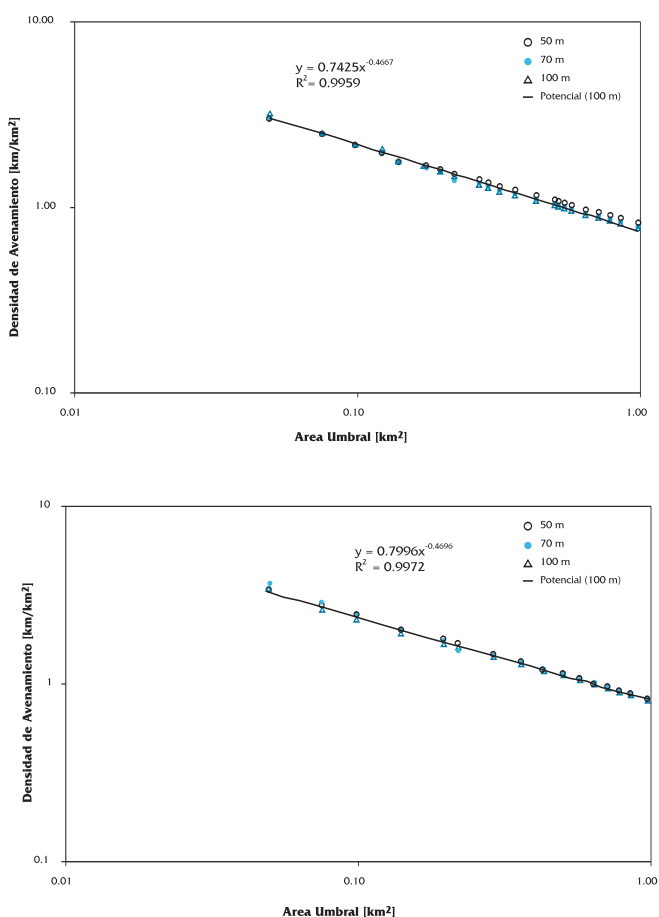 10.00
50 m
70 m
100 m
Potencial (100 m)
y = 0.7425x-0.4667
R2= 0.9959
Densidad de Avenamiento [km/km2]
1.00
0.10
0.01
0.10
1.00
Area Umbral [km2]
10
50 m
70 m
100 m
Potencial (100 m)
y = 0.7996x-0.4696
R2 = 0.9972
Densidad de Avenamiento [km/km2]
1
0.1
0.01
0.10
1.00
Area Umbral [km2]